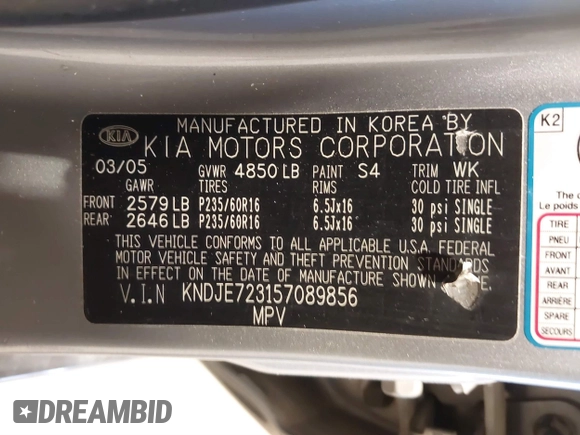 MANUFACTURED IN KOREA BY
KIA KIA MOTORS CORPORATION
03/05 GVWR 4850 LB PAINT S4 TRIM WK
GAWR TIRES RIMS COLD TIRE INFL
FRONT 2579 LB P235/60R16 6.5Jx16 30 psi SINGLE
REAR 2646 LB P235/60R16 6.5Jx16 30 psi SINGLE
THIS VEHICLE CONFORMS TO ALL APPLICABLE U.S.A. FEDERAL
MOTOR VEHICLE SAFETY AND THEFT PREVENTION STANDARDS
IN EFFECT ON THE DATE OF MANUFACTURE SHOWN
V.I.N KNDJE723157089856
MPV
K2
The c
Le poids
TIRE
PNEU
FRONT
AVANT
REAR
ARRIÈRE
SPARE
SECOURS
DREAMBID